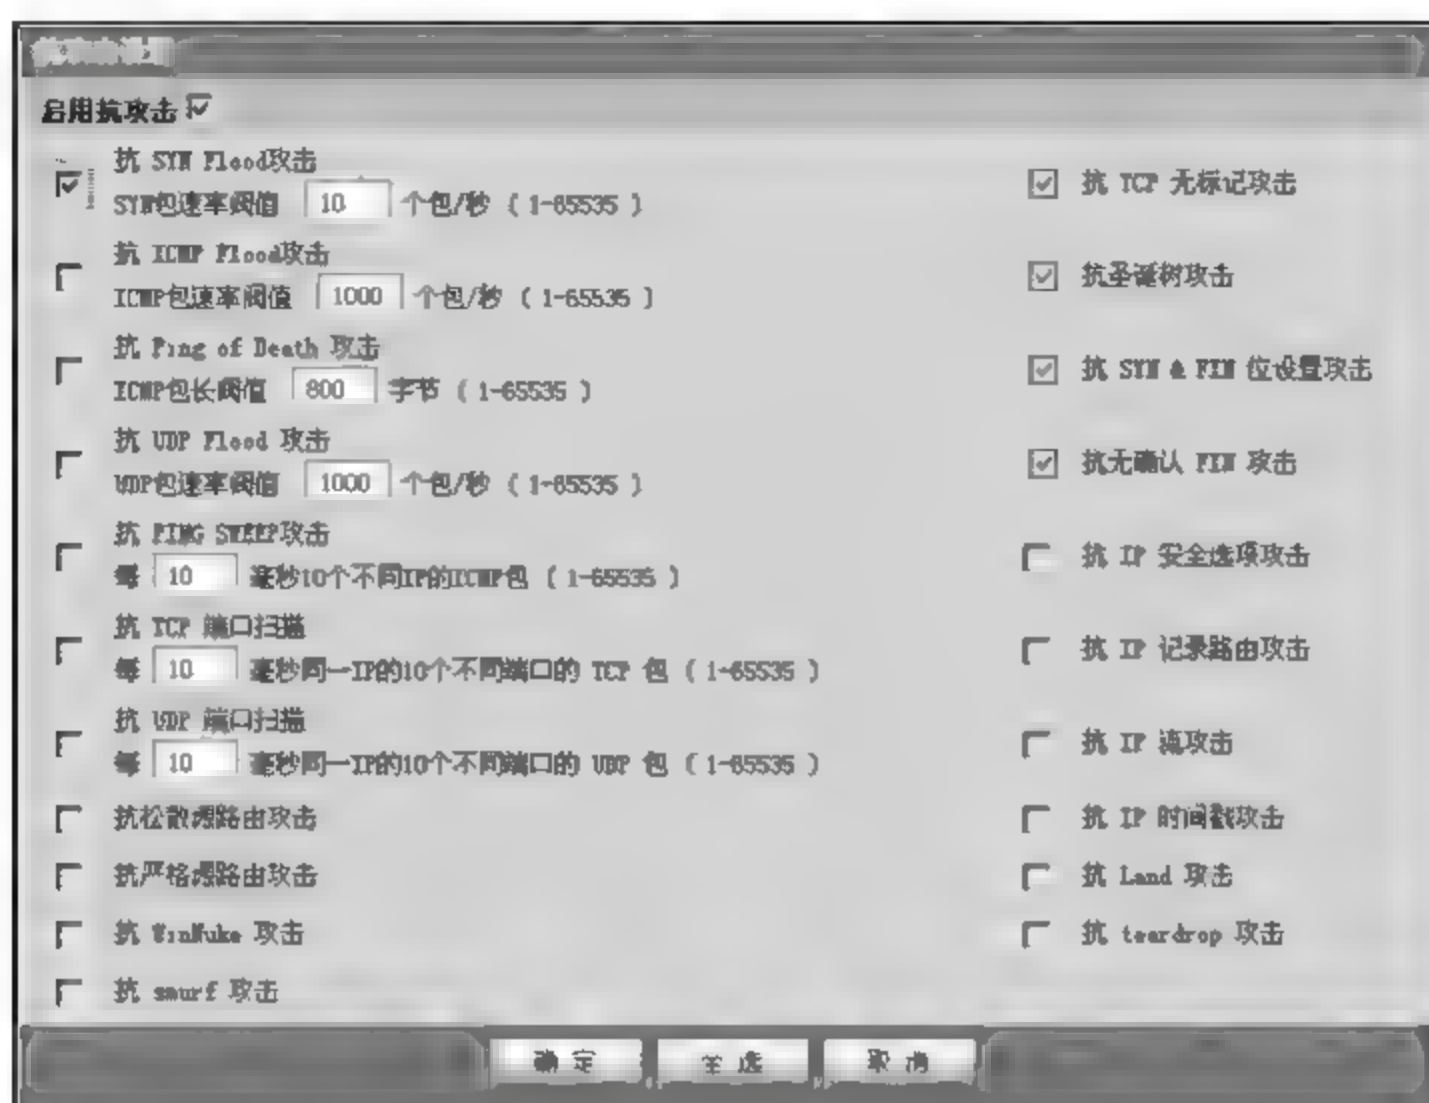 启用抗攻击
抗 SYN Flood攻击
SYN包速率阀值 10 个包/秒 ( 1-65535 )
抗 TCP 无标记攻击
抗 ICMP Flood攻击
ICMP包速率阀值 1000 个包/秒 ( 1-65535 )
抗圣诞树攻击
抗 Ping of Death 攻击
ICMP包长阀值 800 字节 ( 1-65535 )
抗 SYN & FIN 位设置攻击
抗 UDP Flood 攻击
UDP包速率阀值 1000 个包/秒 ( 1-65535 )
抗无确认 FIN 攻击
抗 PING SWEEP攻击
每 10 毫秒10个不同IP的ICMP包 ( 1-65535 )
抗 IP 安全选项攻击
抗 TCP 端口扫描
每 10 毫秒同一IP的10个不同端口的 TCP 包 ( 1-65535 )
抗 IP 记录路由攻击
抗 UDP 端口扫描
每 10 毫秒同一IP的10个不同端口的 UDP 包 ( 1-65535 )
抗 IP 流攻击
抗松散源路由攻击
抗 IP 时间戳攻击
抗严格源路由攻击
抗 Land 攻击
抗 WinNuke 攻击
抗 teardrop 攻击
抗 smurf 攻击
确 定
全 选
取 消